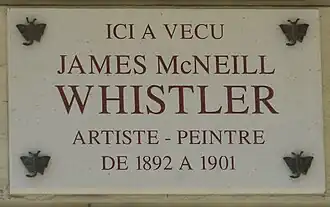 ICI A VECU
JAMES McNEILL
WHISTLER
ARTISTE - PEINTRE
DE 1892 A 1901